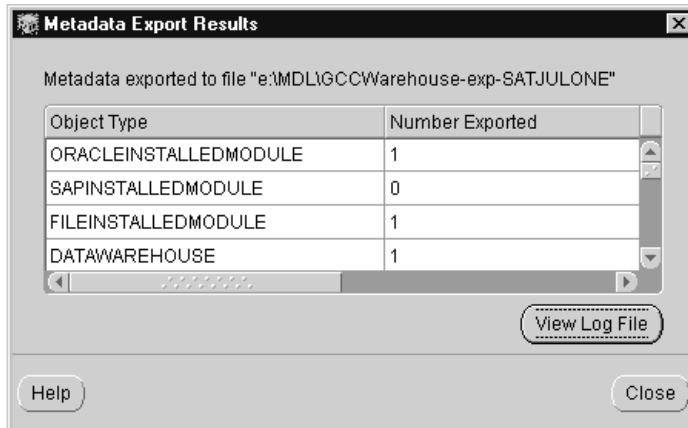 Metadata Export Results
Metadata exported to file "e:\MDL\GCCWarehouse-exp-SATJULONE"
Object Type Number Exported
ORACLEINSTALLEDMODULE 1
SAPINSTALLEDMODULE 0
FILEINSTALLEDMODULE 1
DATAWAREHOUSE 1
View Log File
Help Close